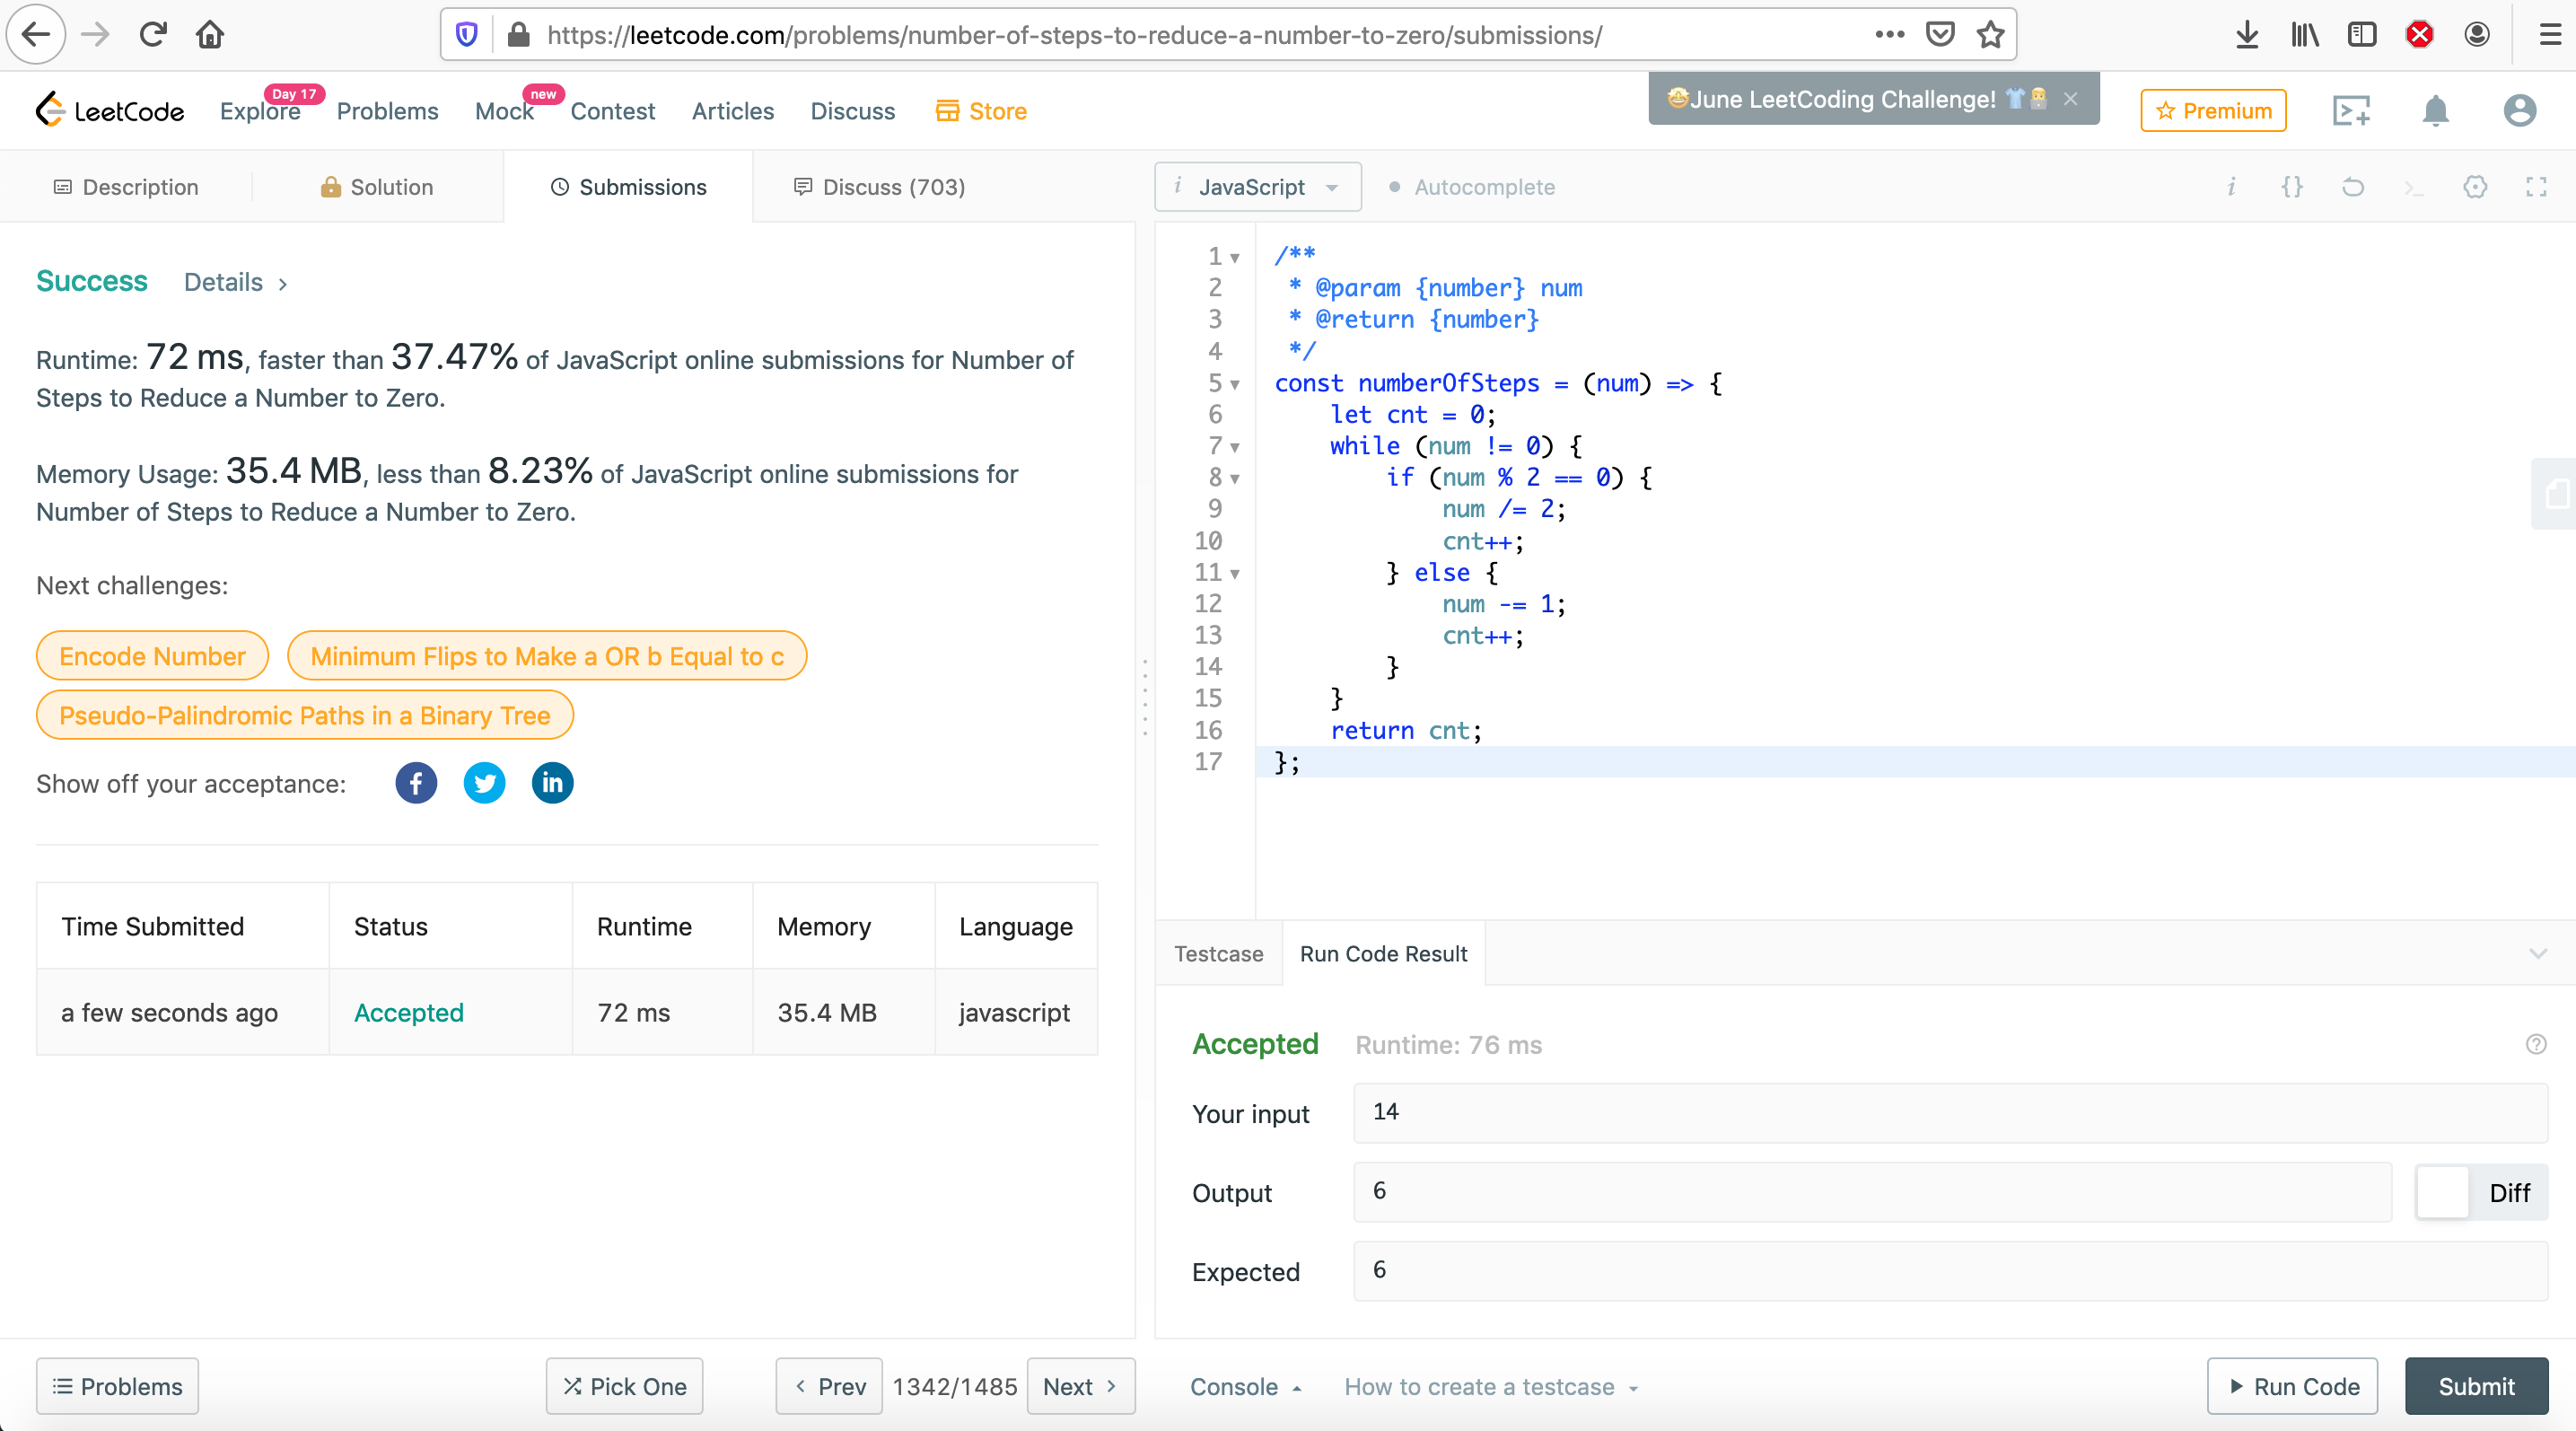 https://leetcode.com/problems/number-of-steps-to-reduce-a-number-to-zero/submissions/
LeetCode
Explore
Day 17
Problems
Mock
new
Contest
Articles
Discuss
Store
June LeetCoding Challenge!
Premium
Description
Solution
Submissions
Discuss (703)
i JavaScript
Autocomplete
Success Details >
Runtime: 72 ms, faster than 37.47% of JavaScript online submissions for Number of
Steps to Reduce a Number to Zero.
Memory Usage: 35.4 MB, less than 8.23% of JavaScript online submissions for
Number of Steps to Reduce a Number to Zero.
Next challenges:
Encode Number
Minimum Flips to Make a OR b Equal to c
Pseudo-Palindromic Paths in a Binary Tree
Show off your acceptance:
Time Submitted Status Runtime Memory Language
a few seconds ago Accepted 72 ms 35.4 MB javascript
1 /**
2  * @param {number} num
3  * @return {number}
4  */
5 const numberOfSteps = (num) => {
6     let cnt = 0;
7     while (num != 0) {
8         if (num % 2 == 0) {
9             num /= 2;
10             cnt++;
11         } else {
12             num -= 1;
13             cnt++;
14         }
15     }
16     return cnt;
17 };
Testcase
Run Code Result
Accepted Runtime: 76 ms
Your input 14
Output 6
Diff
Expected 6
Problems
Pick One
< Prev
1342/1485
Next >
Console
How to create a testcase
Run Code
Submit